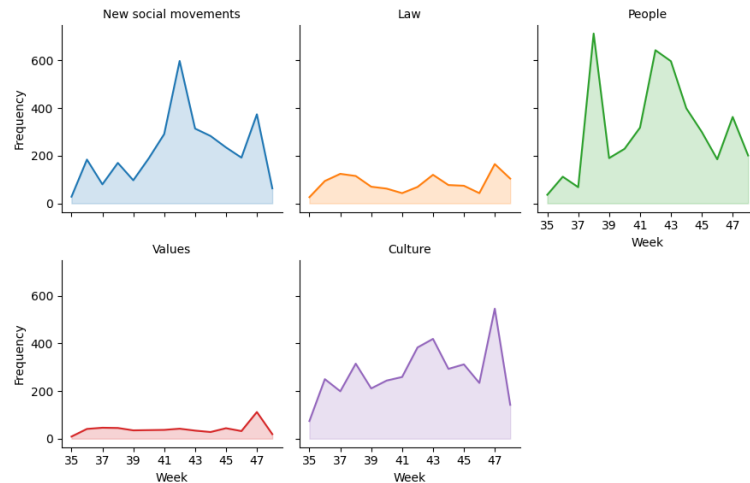 New social movements
Law
People
Frequency
600
400
200
0
35 37 39 41 43 45 47
Week
Values
Culture
Frequency
600
400
200
0
35 37 39 41 43 45 47
Week
35 37 39 41 43 45 47
Week